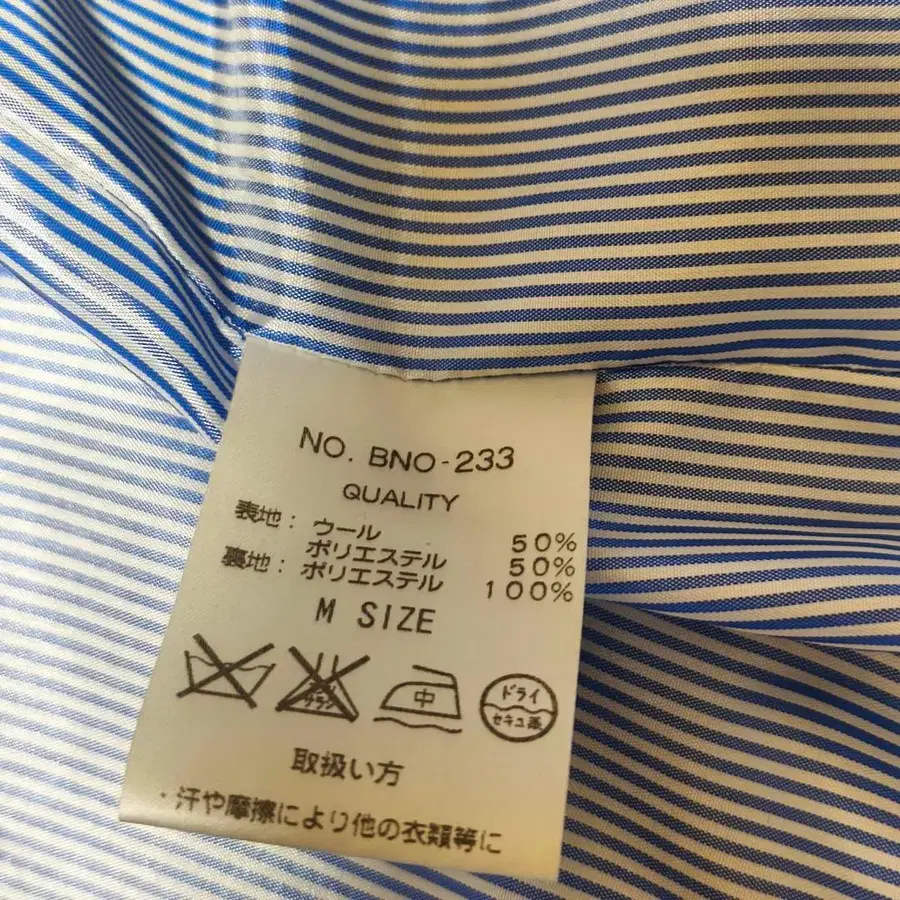 NO. BNO-233
QUALITY
表地: ウール 50%
ポリエステル 50%
裏地: ポリエステル 100%
M SIZE
中 ドライ
セキュ系
取扱い方
・汗や摩擦により他の衣類等に